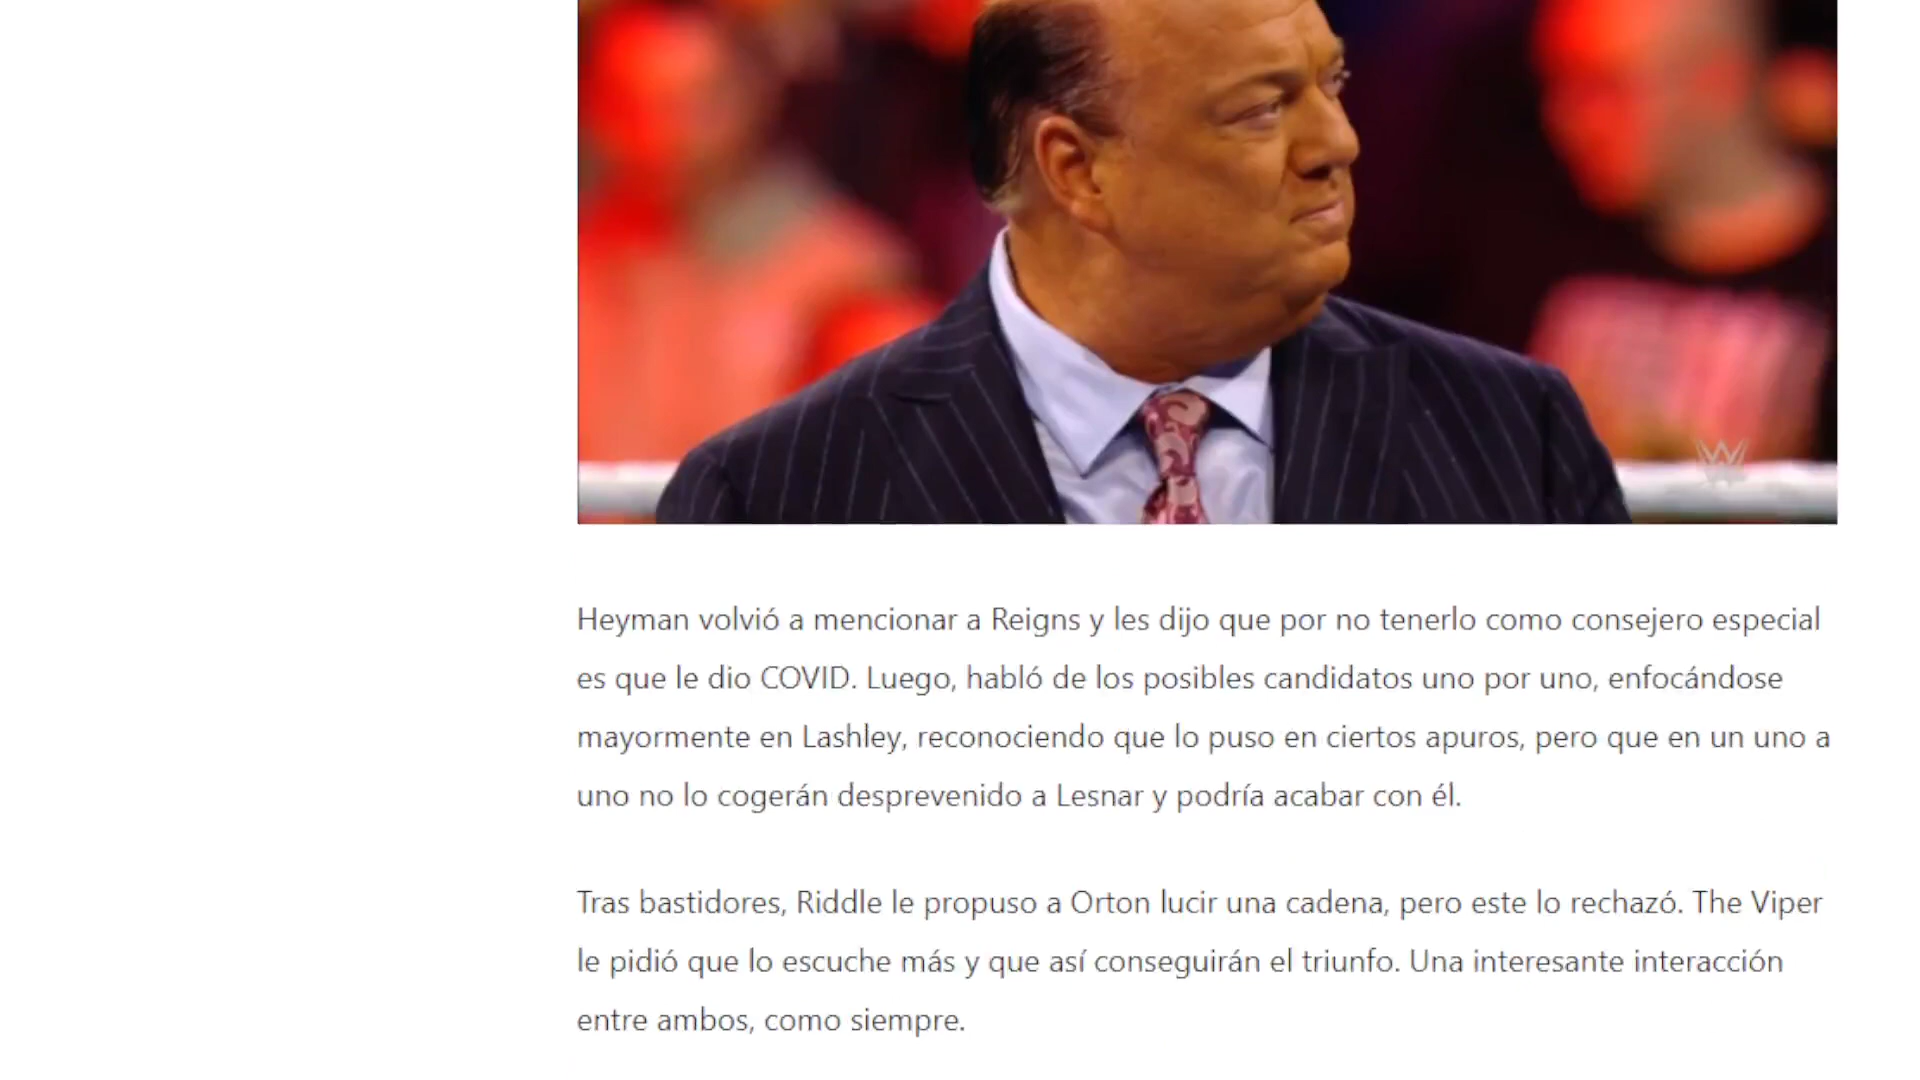 Heyman volvió a mencionar a Reigns y les dijo que por no tenerlo como consejero especial
es que le dio COVID. Luego, habló de los posibles candidatos uno por uno, enfocándose
mayormente en Lashley, reconociendo que lo puso en ciertos apuros, pero que en un uno a
uno no lo cogerán desprevenido a Lesnar y podría acabar con él.
Tras bastidores, Riddle le propuso a Orton lucir una cadena, pero este lo rechazó. The Viper
le pidió que lo escuche más y que así conseguirán el triunfo. Una interesante interacción
entre ambos, como siempre.